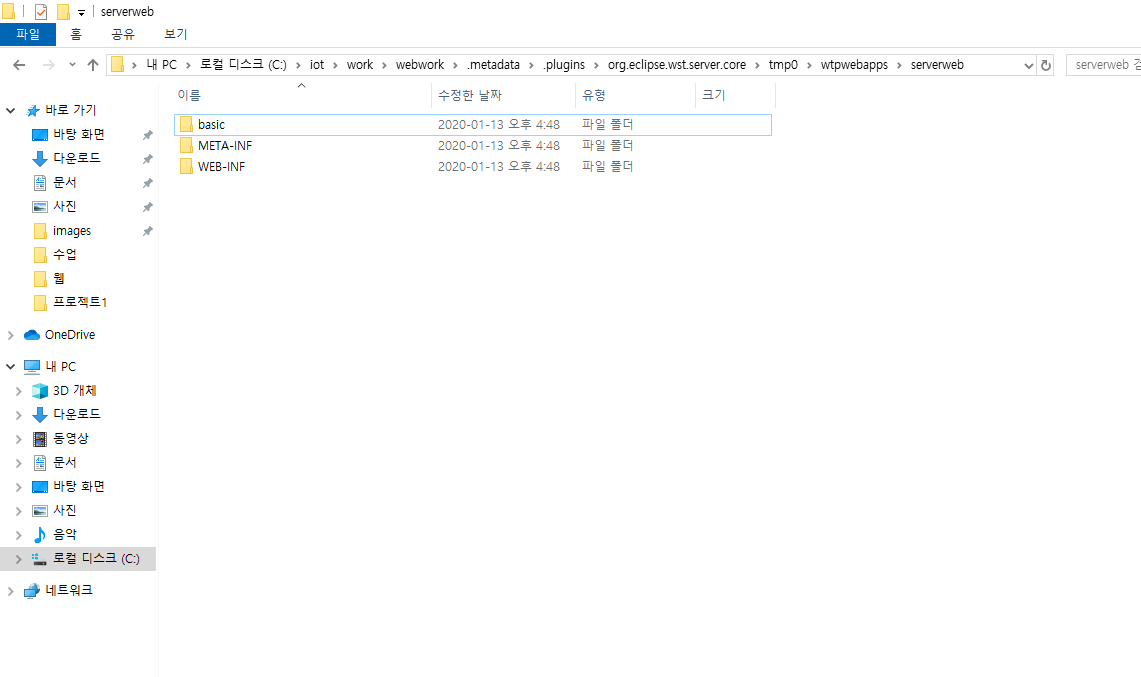 serverweb
파일 홈 공유 보기
내 PC 로컬 디스크 (C:) iot work webwork .metadata .plugins org.eclipse.wst.server.core tmp0 wtpwebapps serverweb serverweb 검
이름 수정한 날짜 유형 크기
바로 가기
바탕 화면
다운로드
문서
사진
images
수업
웹
프로젝트1
OneDrive
내 PC
3D 개체
다운로드
동영상
문서
바탕 화면
사진
음악
로컬 디스크 (C:)
네트워크
basic 2020-01-13 오후 4:48 파일 폴더
META-INF 2020-01-13 오후 4:48 파일 폴더
WEB-INF 2020-01-13 오후 4:48 파일 폴더